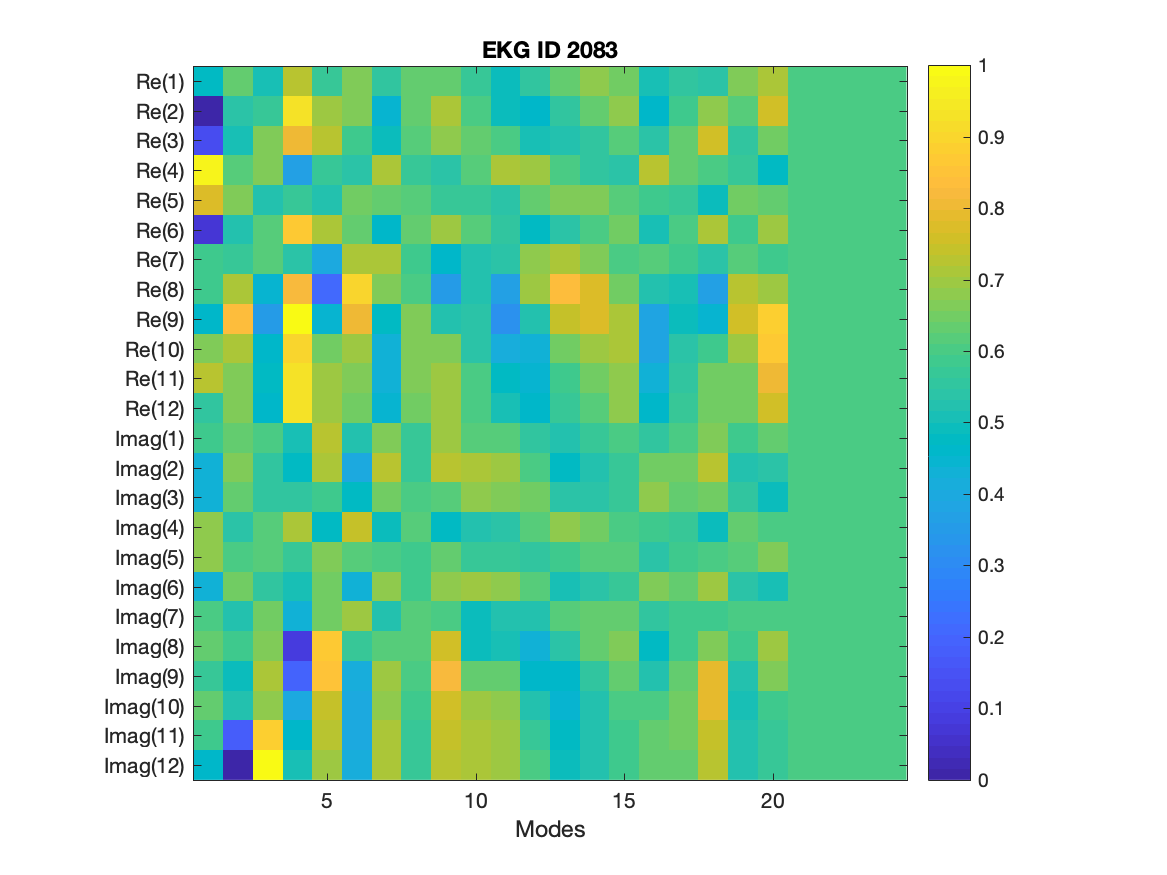 EKG ID 2083
Re(1)
Re(2)
Re(3)
Re(4)
Re(5)
Re(6)
Re(7)
Re(8)
Re(9)
Re(10)
Re(11)
Re(12)
Imag(1)
Imag(2)
Imag(3)
Imag(4)
Imag(5)
Imag(6)
Imag(7)
Imag(8)
Imag(9)
Imag(10)
Imag(11)
Imag(12)
5 10 15 20
Modes
1
0.9
0.8
0.7
0.6
0.5
0.4
0.3
0.2
0.1
0